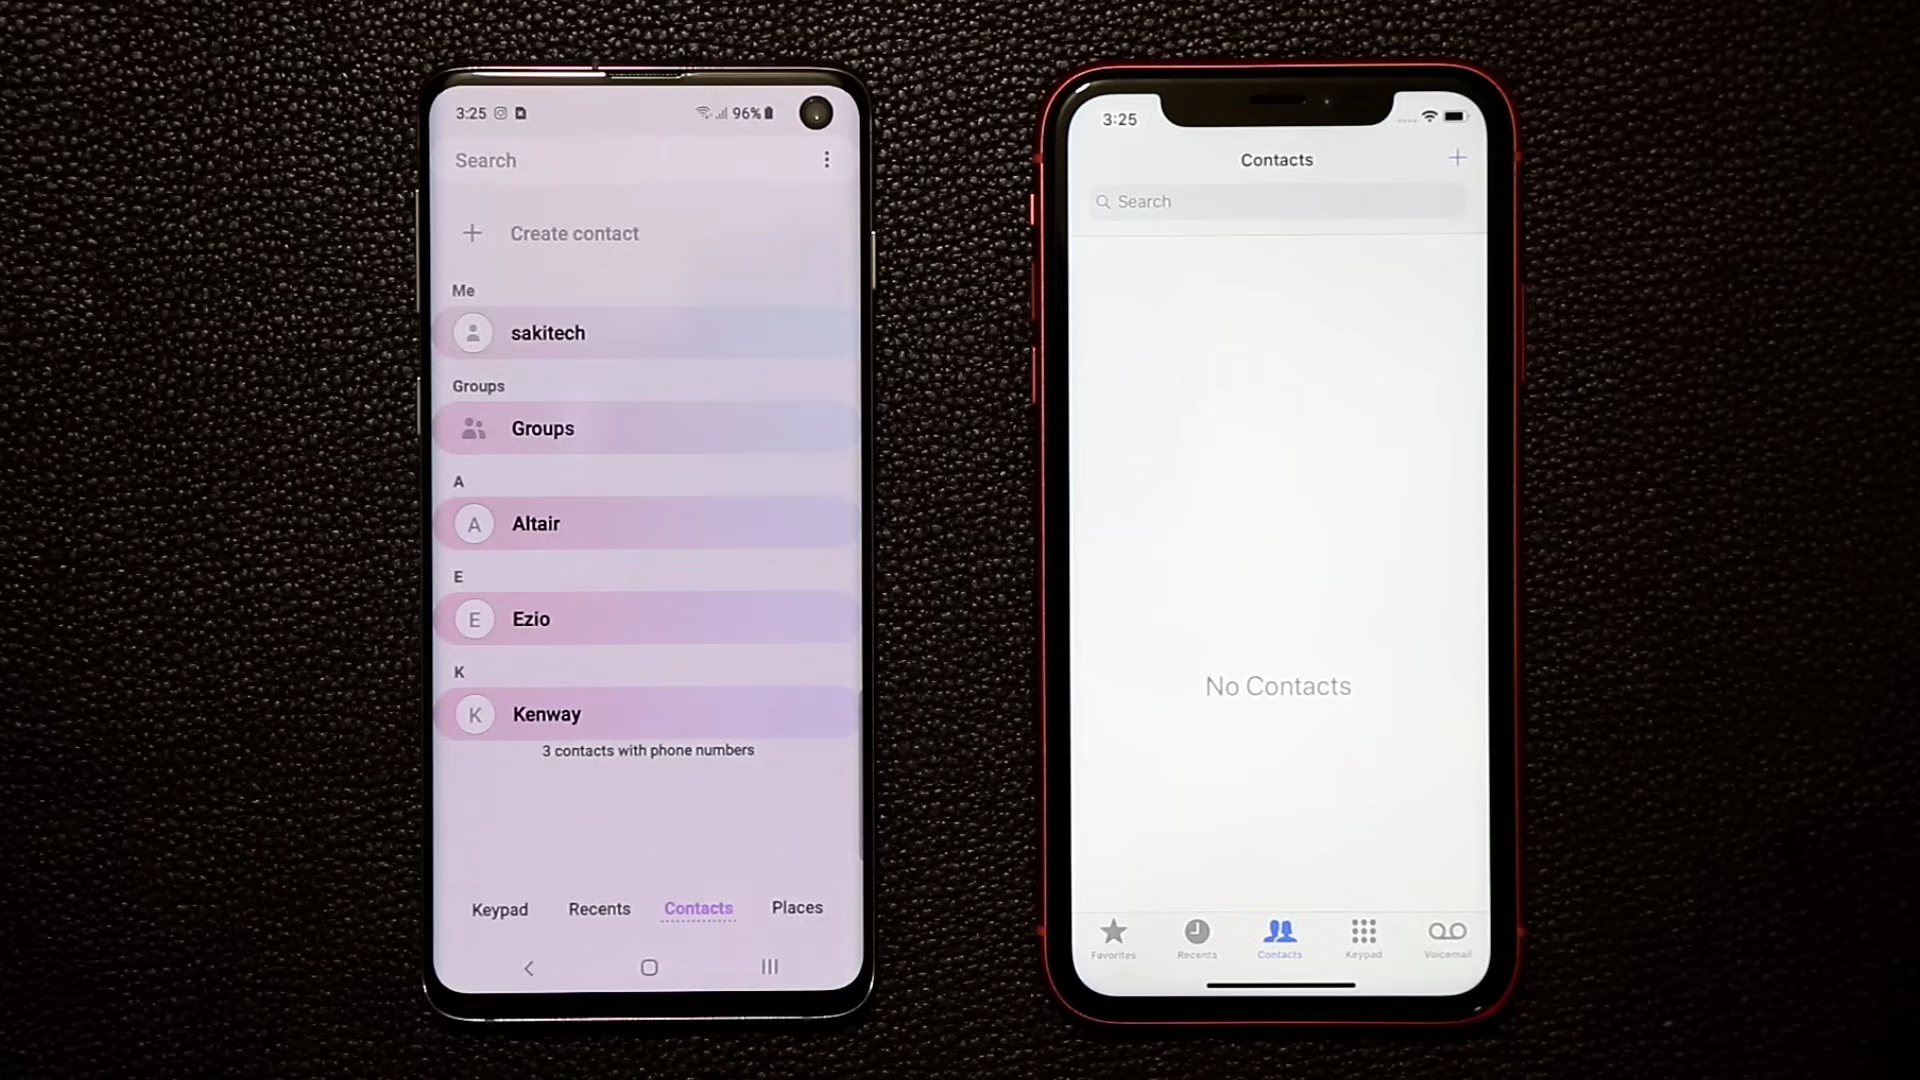 3:25
96%
Search
Create contact
Me
sakitech
Groups
Groups
A
A Altair
E
E Ezio
K
K Kenway
3 contacts with phone numbers
Keypad Recents Contacts Places
3:25
Contacts
Search
No Contacts
Favorites Recents Contacts Keypad Voicemail